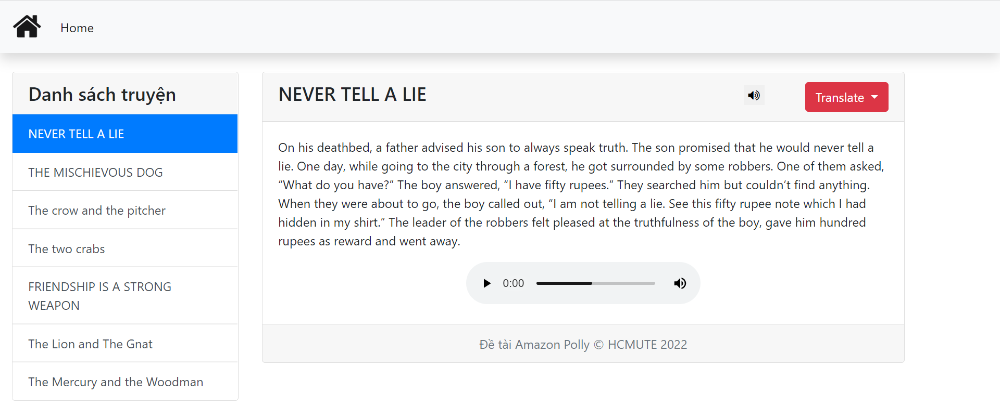 Home
Danh sách truyện
NEVER TELL A LIE
THE MISCHIEVOUS DOG
The crow and the pitcher
The two crabs
FRIENDSHIP IS A STRONG
WEAPON
The Lion and The Gnat
The Mercury and the Woodman
NEVER TELL A LIE
Translate
On his deathbed, a father advised his son to always speak truth. The son promised that he would never tell a
lie. One day, while going to the city through a forest, he got surrounded by some robbers. One of them asked,
“What do you have?” The boy answered, “I have fifty rupees.” They searched him but couldn’t find anything.
When they were about to go, the boy called out, “I am not telling a lie. See this fifty rupee note which I had
hidden in my shirt.” The leader of the robbers felt pleased at the truthfulness of the boy, gave him hundred
rupees as reward and went away.
0:00
Đề tài Amazon Polly © HCMUTE 2022